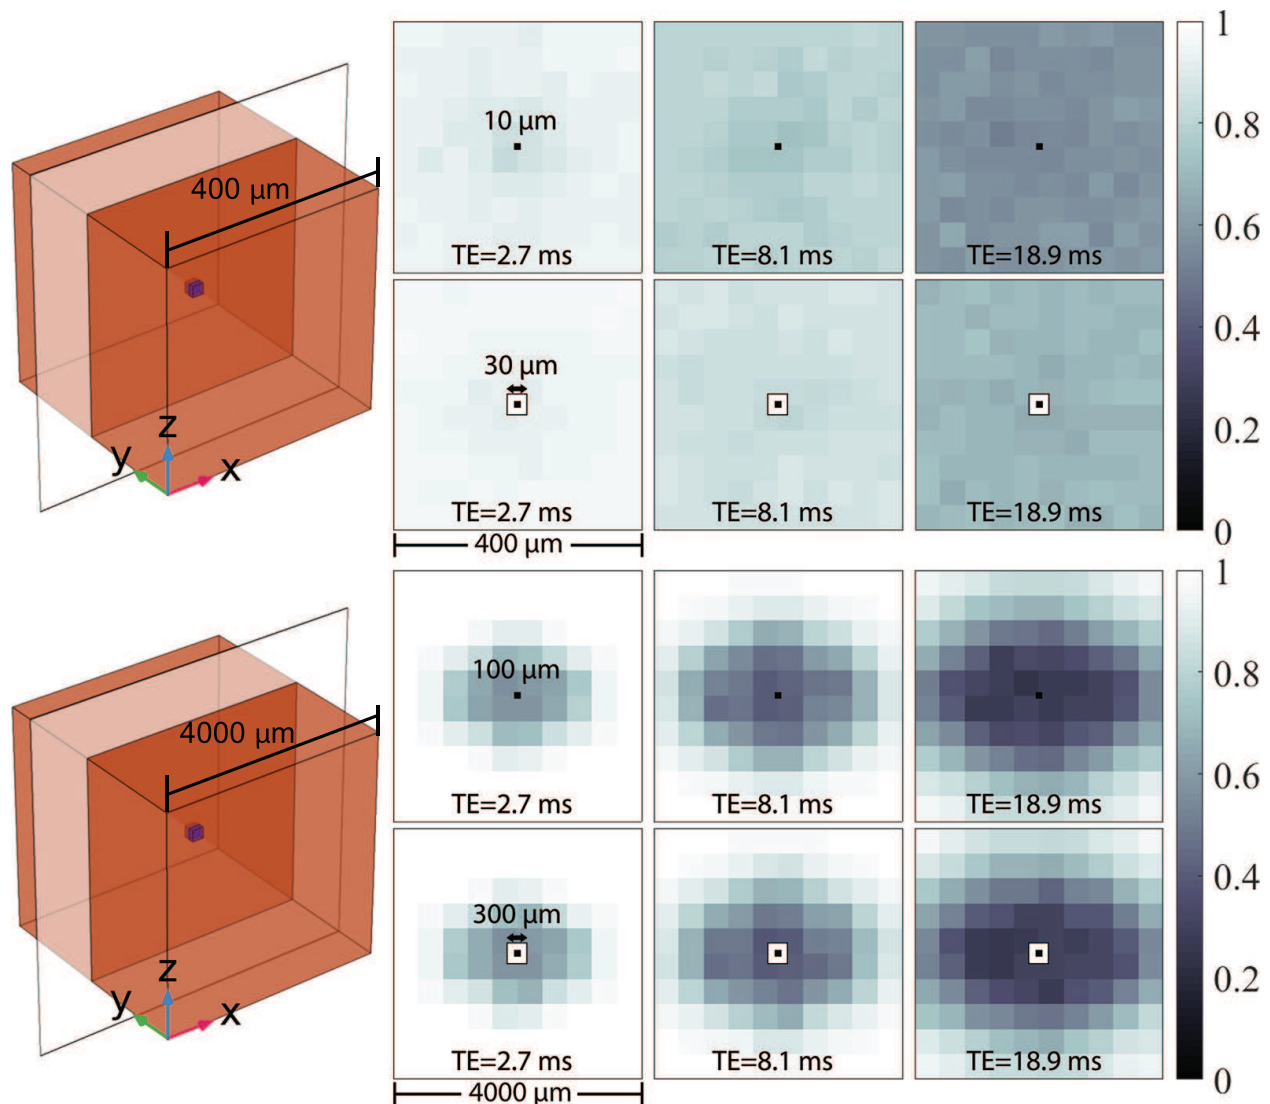 400 µm
z
y
x
10 µm
TE=2.7 ms
TE=8.1 ms
TE=18.9 ms
30 µm
TE=2.7 ms
TE=8.1 ms
TE=18.9 ms
400 µm
1
0.8
0.6
0.4
0.2
0
4000 µm
z
y
x
100 µm
TE=2.7 ms
TE=8.1 ms
TE=18.9 ms
300 µm
TE=2.7 ms
TE=8.1 ms
TE=18.9 ms
4000 µm
1
0.8
0.6
0.4
0.2
0